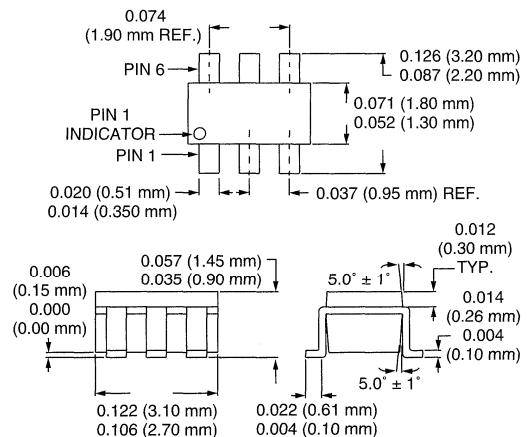 0.074
(1.90 mm REF.)
PIN 6
0.126 (3.20 mm)
0.087 (2.20 mm)
0.071 (1.80 mm)
0.052 (1.30 mm)
PIN 1
INDICATOR
PIN 1
0.020 (0.51 mm)
0.014 (0.350 mm)
0.037 (0.95 mm) REF.
0.006
(0.15 mm)
0.000
(0.00 mm)
0.057 (1.45 mm)
0.035 (0.90 mm)
5.0° ± 1°
0.012
(0.30 mm)
TYP.
0.014
(0.26 mm)
0.004
(0.10 mm)
5.0° ± 1°
0.122 (3.10 mm)
0.106 (2.70 mm)
0.022 (0.61 mm)
0.004 (0.10 mm)